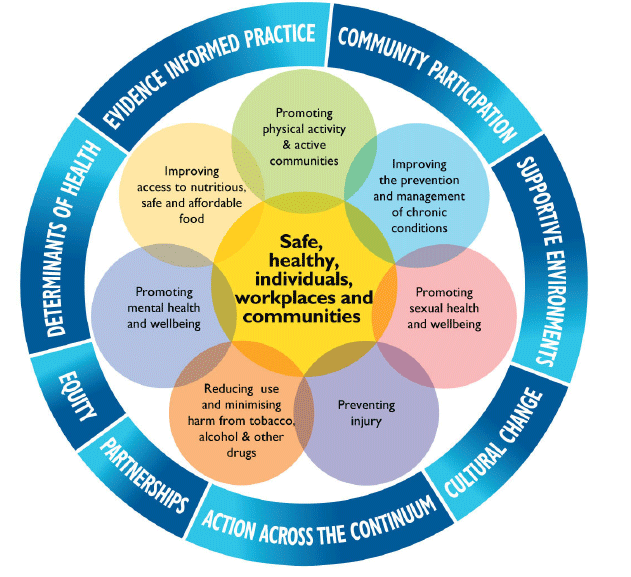 EVIDENCE INFORMED PRACTICE
COMMUNITY PARTICIPATION
SUPPORTIVE ENVIRONMENTS
CULTURAL CHANGE
ACTION ACROSS THE CONTINUUM
PARTNERSHIPS
EQUITY
DETERMINANTS OF HEALTH
Promoting
physical activity
& active
communities
Improving
the prevention
and management
of chronic
conditions
Promoting
sexual health
and wellbeing
Preventing
injury
Reducing use
and minimising
harm from tobacco,
alcohol & other
drugs
Promoting
mental health
and wellbeing
Improving
access to nutritious,
safe and affordable
food
Safe,
healthy,
individuals,
workplaces and
communities